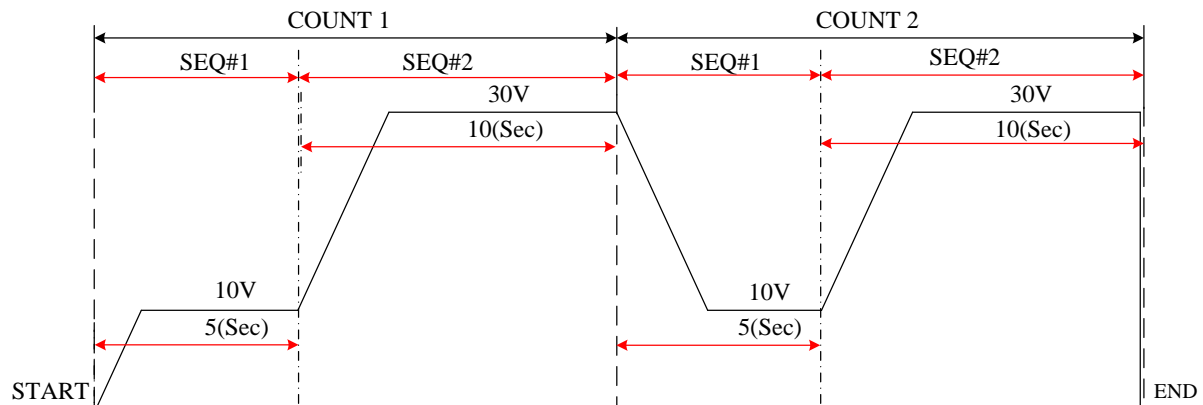 COUNT 1 COUNT 2
SEQ#1 SEQ#2 SEQ#1 SEQ#2
30V 30V
10(Sec) 10(Sec)
10V 10V
5(Sec) 5(Sec)
START END